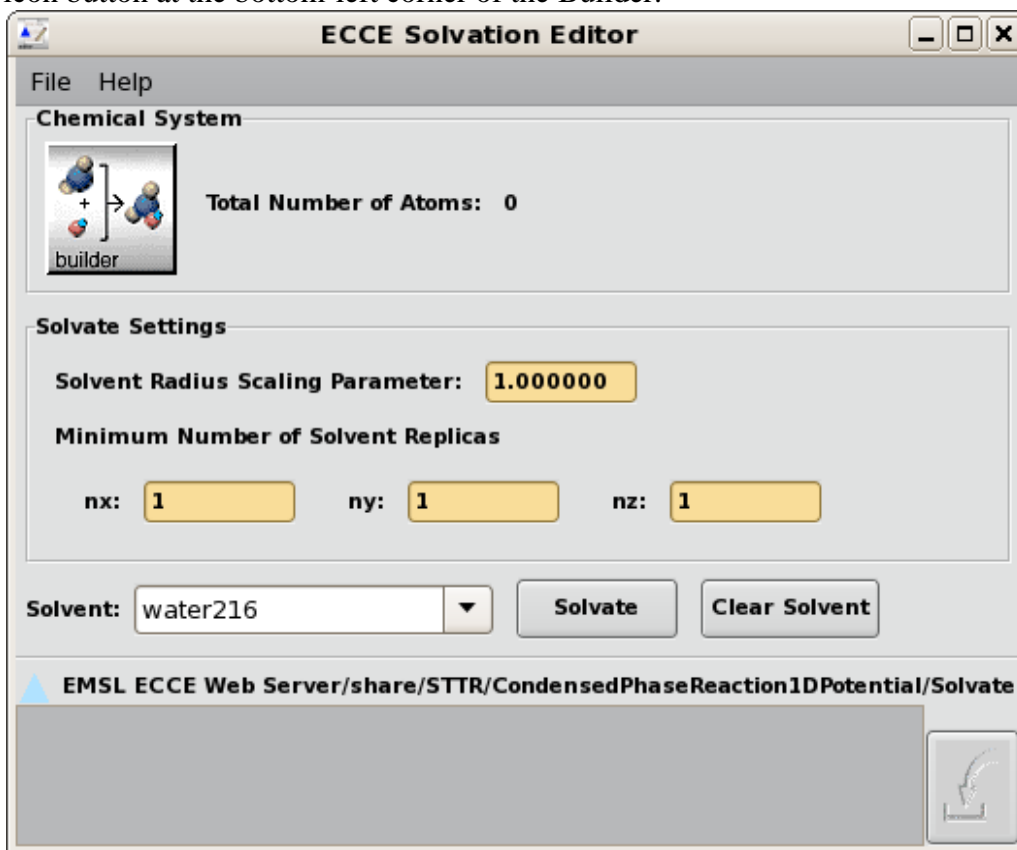 icon button at the bottom left corner of the Builder.
ECCE Solvation Editor
File Help
Chemical System
builder
Total Number of Atoms: 0
Solvate Settings
Solvent Radius Scaling Parameter: 1.000000
Minimum Number of Solvent Replicas
nx: 1 ny: 1 nz: 1
Solvent: water216 Solvate Clear Solvent
EMSL ECCE Web Server/share/STTR/CondensedPhaseReaction1DPotential/Solvate